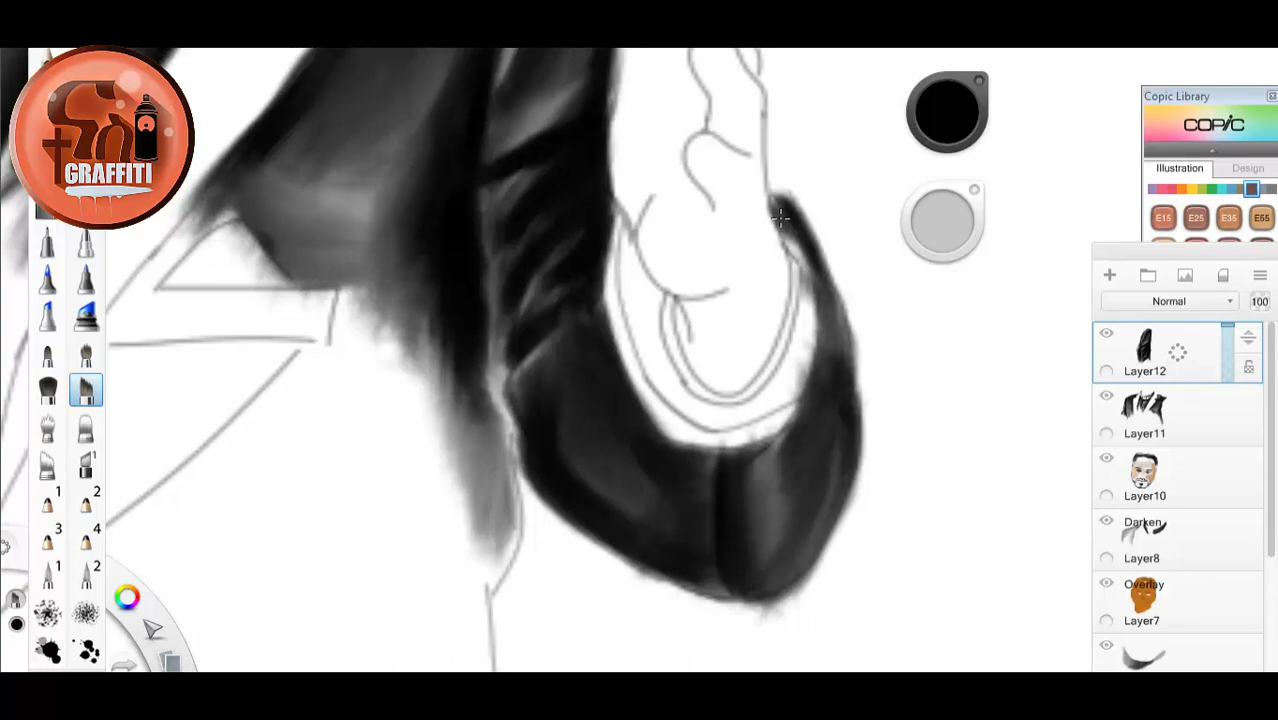 GRAFFITI
Copic Library
COPIC
Illustration
Design
E15
E25
E35
E55
Normal
100
Layer12
Layer11
Layer10
Darken
Layer8
Overlay
Layer7
1
1
2
3
4
1
2